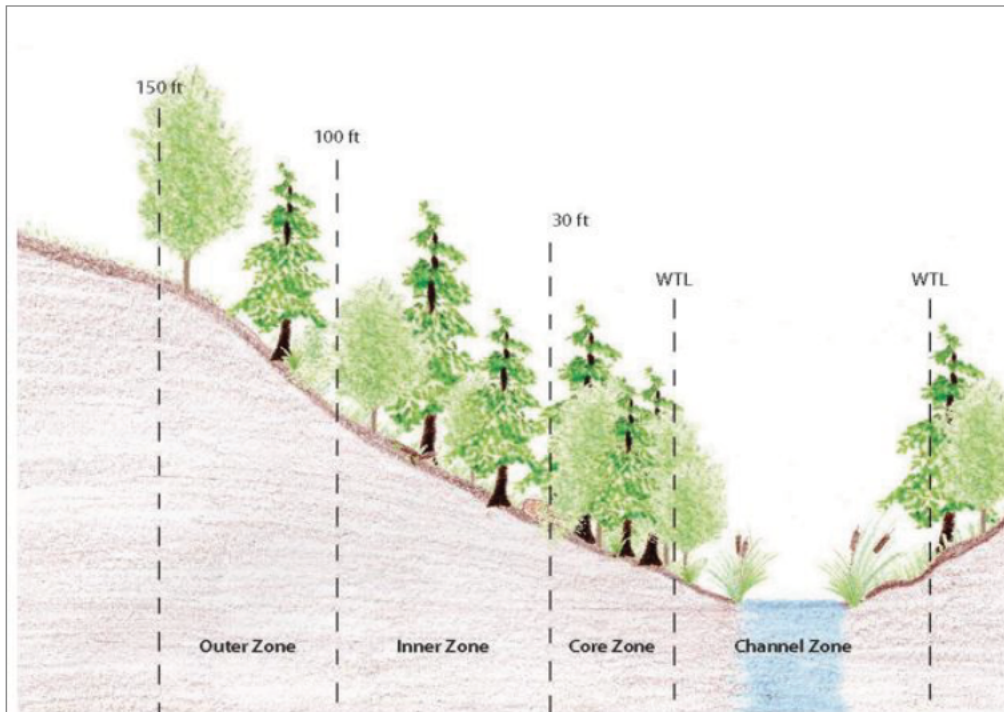 150 ft
100 ft
30 ft
WTL
WTL
Outer Zone
Inner Zone
Core Zone
Channel Zone